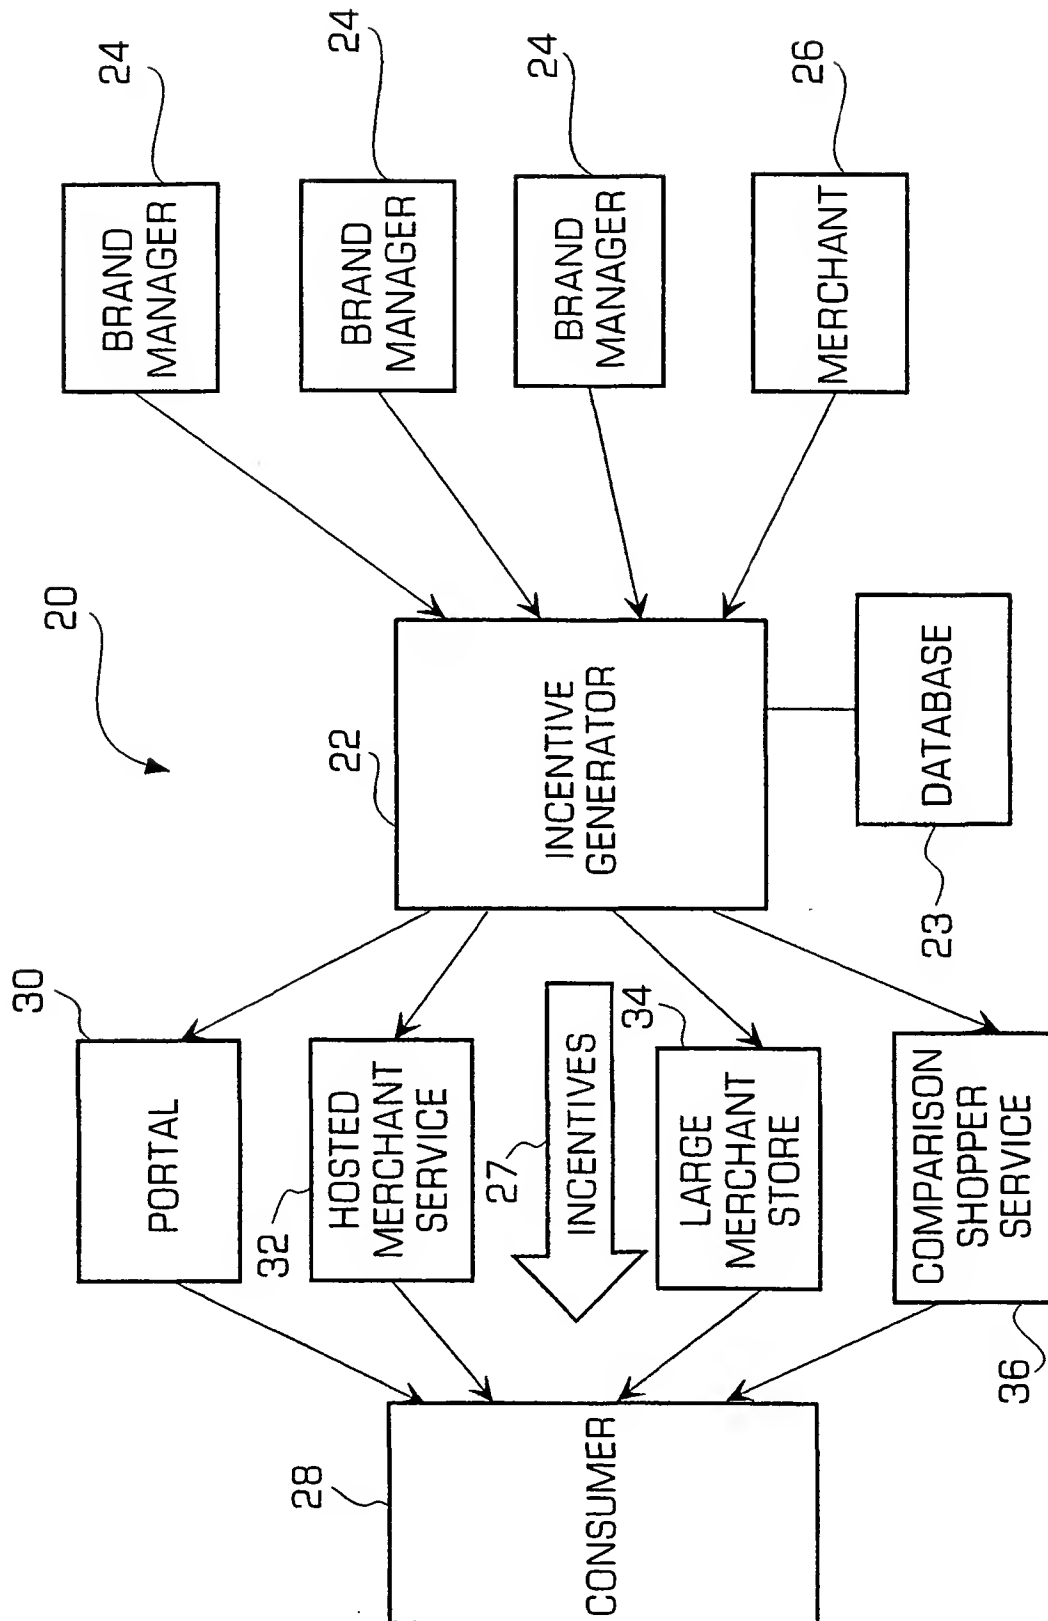 20
28
CONSUMER
30
PORTAL
32
HOSTED
MERCHANT
SERVICE
27
INCENTIVES
34
LARGE
MERCHANT
STORE
36
COMPARISON
SHOPPER
SERVICE
22
INCENTIVE
GENERATOR
23
DATABASE
24
BRAND
MANAGER
24
BRAND
MANAGER
24
BRAND
MANAGER
26
MERCHANT